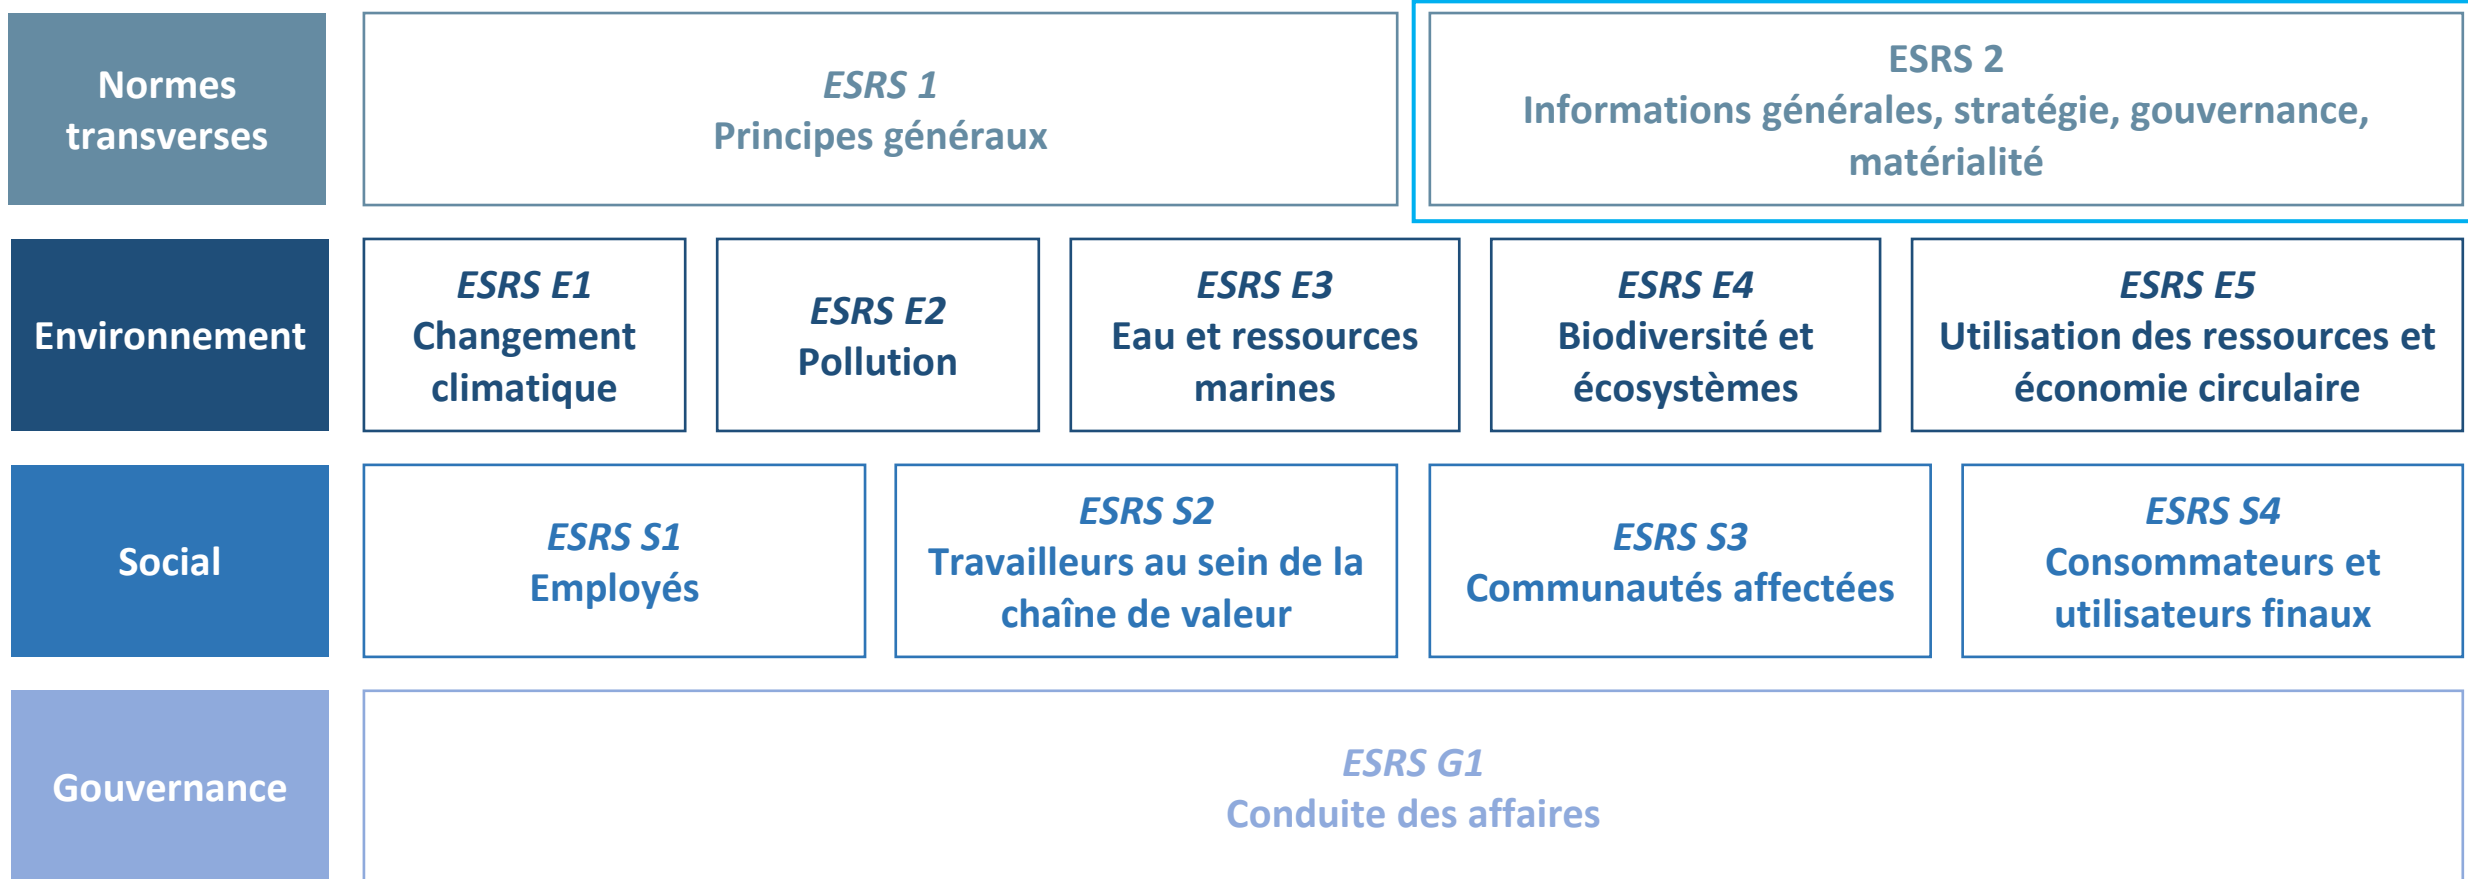 Normes
transverses
ESRS 1
Principes généraux
ESRS 2
Informations générales, stratégie, gouvernance,
matérialité
Environnement
ESRS E1
Changement
climatique
ESRS E2
Pollution
ESRS E3
Eau et ressources
marines
ESRS E4
Biodiversité et
écosystèmes
ESRS E5
Utilisation des ressources et
économie circulaire
Social
ESRS S1
Employés
ESRS S2
Travailleurs au sein de la
chaîne de valeur
ESRS S3
Communautés affectées
ESRS S4
Consommateurs et
utilisateurs finaux
Gouvernance
ESRS G1
Conduite des affaires